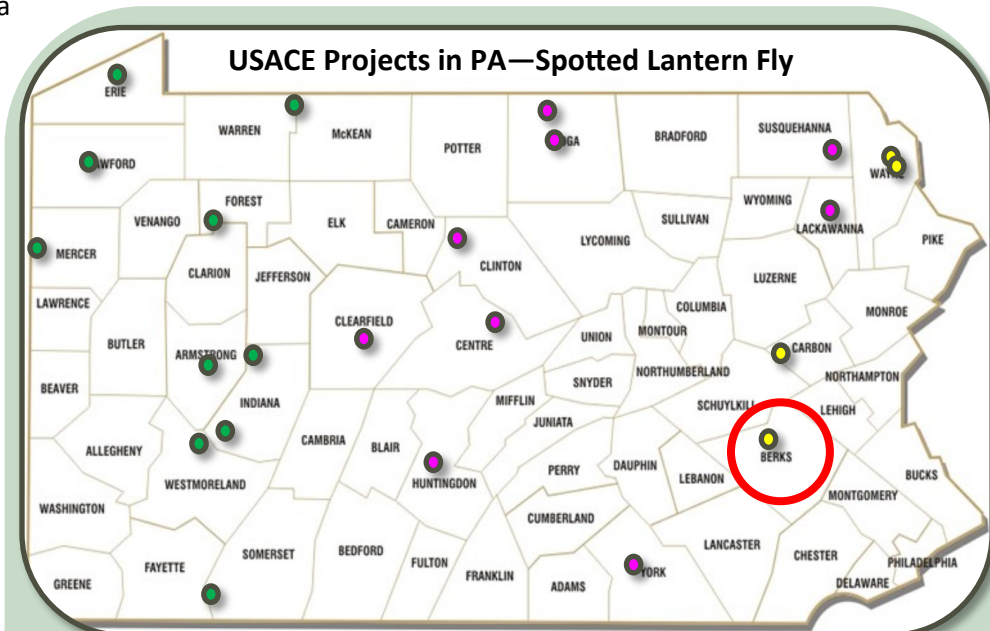 a
USACE Projects in PA—Spotted Lantern Fly
ERIE
WARREN
McKEAN
POTTER
GA
BRADFORD
SUSQUEHANNA
WAY
AWFORD
FOREST
VENANGO
ELK
CAMERON
WYOMING
SULLIVAN
LACKAWANNA
LYCOMING
PIKE
MERCER
CLINTON
CLARION
JEFFERSON
LUZERNE
LAWRENCE
COLUMBIA
MONROE
CLEARFIELD
MONTOUR
UNION
BUTLER
CENTRE
CARBON
ARMSTRONG
NORTHUMBERLAND
NORTHAMPTON
BEAVER
SNYDER
INDIANA
MIFFLIN
SCHUYLKILL
LEHIGH
JUNIATA
CAMBRIA
BLAIR
ALLEGHENY
BERKS
PERRY
DAUPHIN
HUNTINGDON
LEBANON
BUCKS
WESTMORELAND
MONTGOMERY
WASHINGTON
CUMBERLAND
LANCASTER
BEDFORD
SOMERSET
CHESTER
PHILADELPHIA
FULTON
FAYETTE
YORK
FRANKLIN
GREENE
ADAMS
DELAWARE